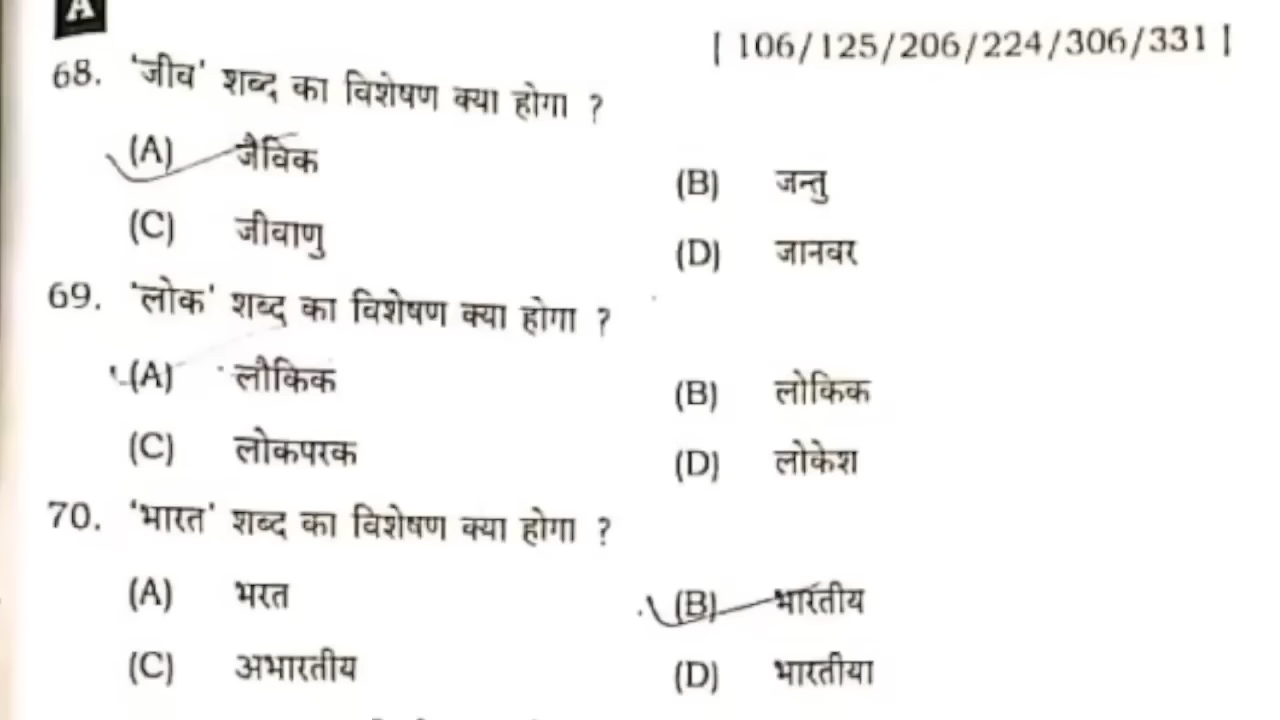 A
[ 106/125/206/224/306/331 ]
68. 'जीव' शब्द का विशेषण क्या होगा ?
(A) जैविक
(B) जन्तु
(C) जीवाणु
(D) जानवर
69. 'लोक' शब्द का विशेषण क्या होगा ?
(A) लौकिक
(B) लोकिक
(C) लोकपरक
(D) लोकेश
70. 'भारत' शब्द का विशेषण क्या होगा ?
(A) भरत
(B) भारतीय
(C) अभारतीय
(D) भारतीया